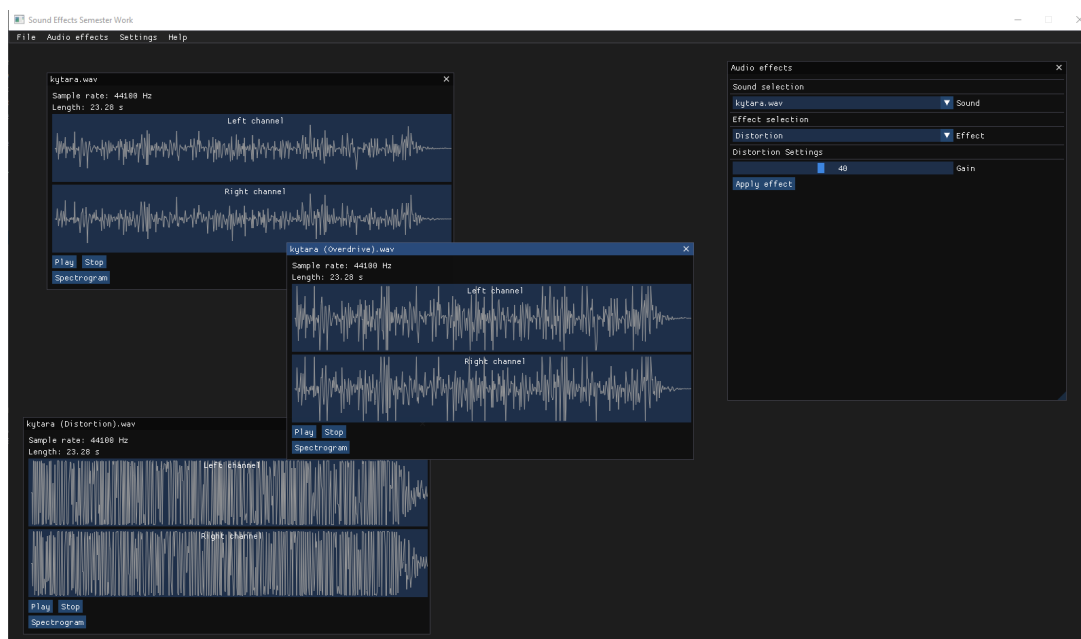 Sound Effects Semester Work
File Audio effects Settings Help
kytara.wav
Sample rate: 44100 Hz
Length: 23.28 s
Left channel
Right channel
Play Stop
Spectrogram
kytara (Overdrive).wav
Sample rate: 44100 Hz
Length: 23.28 s
Left channel
Right channel
Play Stop
Spectrogram
kytara (Distortion).wav
Sample rate: 44100 Hz
Length: 23.28 s
Left channel
Right channel
Play Stop
Spectrogram
Audio effects
Sound selection
kytara.wav Sound
Effect selection
Distortion Effect
Distortion Settings
40 Gain
Apply effect